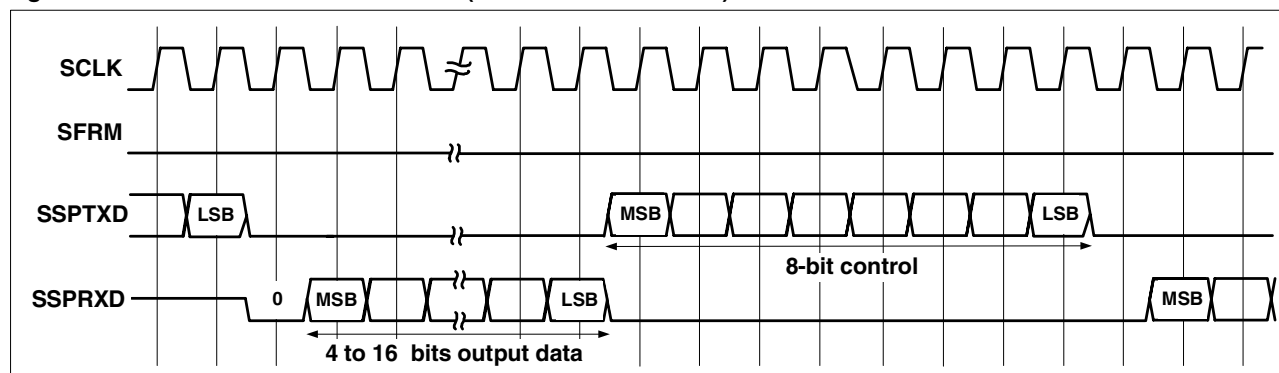 SCLK
SFRM
SSPTXD
LSB
MSB
LSB
8-bit control
SSPRXD
0
MSB
LSB
MSB
4 to 16 bits output data